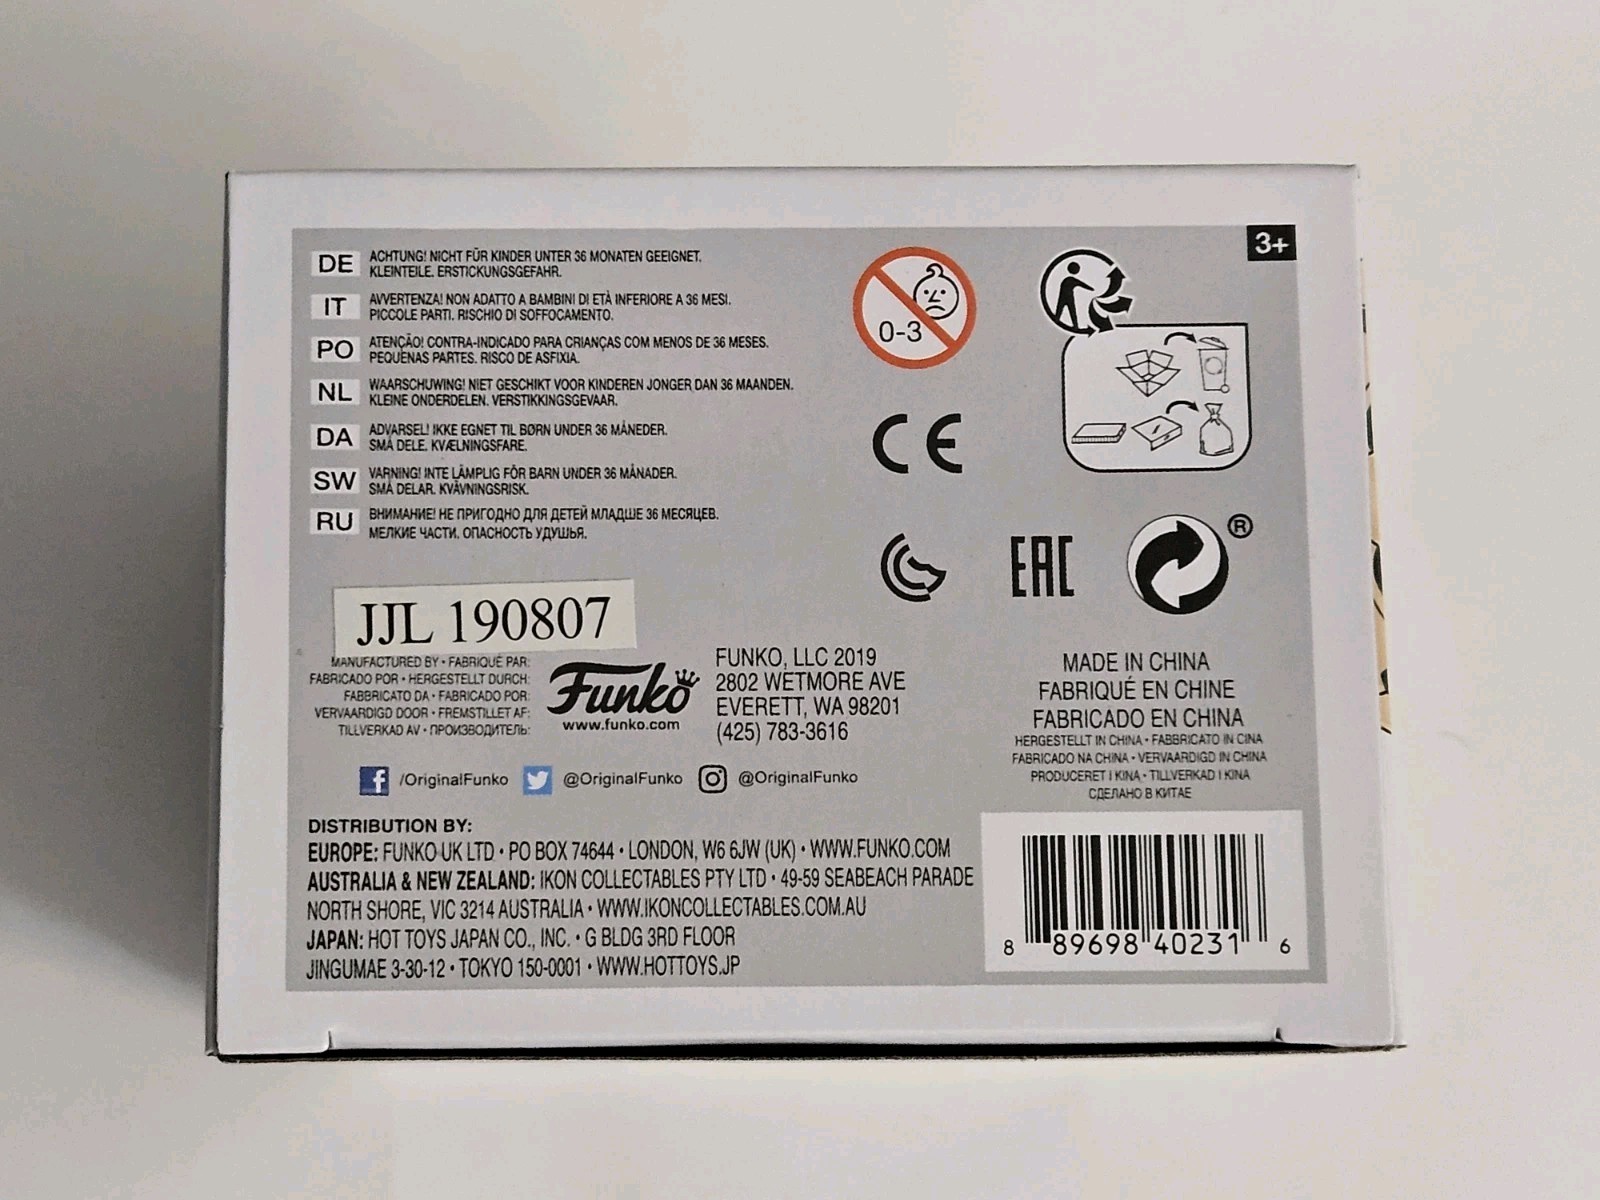 3+
DE ACHTUNG! NICHT FÜR KINDER UNTER 36 MONATEN GEEIGNET.
KLEINTEILE. ERSTICKUNGSGEFAHR.
IT AVVERTENZA! NON ADATTO A BAMBINI DI ETÀ INFERIORE A 36 MESI.
PICCOLE PARTI. RISCHIO DI SOFFOCAMENTO.
PO ATENÇÃO! CONTRA-INDICADO PARA CRIANÇAS COM MENOS DE 36 MESES.
PEQUENAS PARTES. RISCO DE ASFIXIA.
NL WAARSCHUWING! NIET GESCHIKT VOOR KINDEREN JONGER DAN 36 MAANDEN.
KLEINE ONDERDELEN. VERSTIKKINGSGEVAAR.
DA ADVARSEL! IKKE EGNET TIL BØRN UNDER 36 MÅNEDER.
SMÅ DELE. KVÆLNINGSFARE.
SW VARNING! INTE LÄMPLIG FÖR BARN UNDER 36 MÅNADER.
SMÅ DELAR. KVÄVNINGSRISK.
RU ВНИМАНИЕ! НЕ ПРИГОДНО ДЛЯ ДЕТЕЙ МЛАДШЕ 36 МЕСЯЦЕВ.
МЕЛКИЕ ЧАСТИ. ОПАСНОСТЬ УДУШЬЯ.
0-3
CE
EAC
®
JJL 190807
MANUFACTURED BY • FABRIQUÉ PAR:
FABRICADO POR • HERGESTELLT DURCH:
FABBRICATO DA • FABRICADO POR:
VERVAARDIGD DOOR • FREMSTILLET AF:
TILLVERKAD AV • ПРОИЗВОДИТЕЛЬ:
Funko
www.funko.com
FUNKO, LLC 2019
2802 WETMORE AVE
EVERETT, WA 98201
(425) 783-3616
MADE IN CHINA
FABRIQUÉ EN CHINE
FABRICADO EN CHINA
HERGESTELLT IN CHINA • FABBRICATO IN CINA
FABRICADO NA CHINA • VERVAARDIGD IN CHINA
PRODUCERET I KINA • TILLVERKAD I KINA
СДЕЛАНО В КИТАЕ
f /OriginalFunko @OriginalFunko @OriginalFunko
DISTRIBUTION BY:
EUROPE: FUNKO UK LTD • PO BOX 74644 • LONDON, W6 6JW (UK) • WWW.FUNKO.COM
AUSTRALIA & NEW ZEALAND: IKON COLLECTABLES PTY LTD • 49-59 SEABEACH PARADE
NORTH SHORE, VIC 3214 AUSTRALIA • WWW.IKONCOLLECTABLES.COM.AU
JAPAN: HOT TOYS JAPAN CO., INC. • G BLDG 3RD FLOOR
JINGUMAE 3-30-12 • TOKYO 150-0001 • WWW.HOTTOYS.JP
8 89698 40231 6